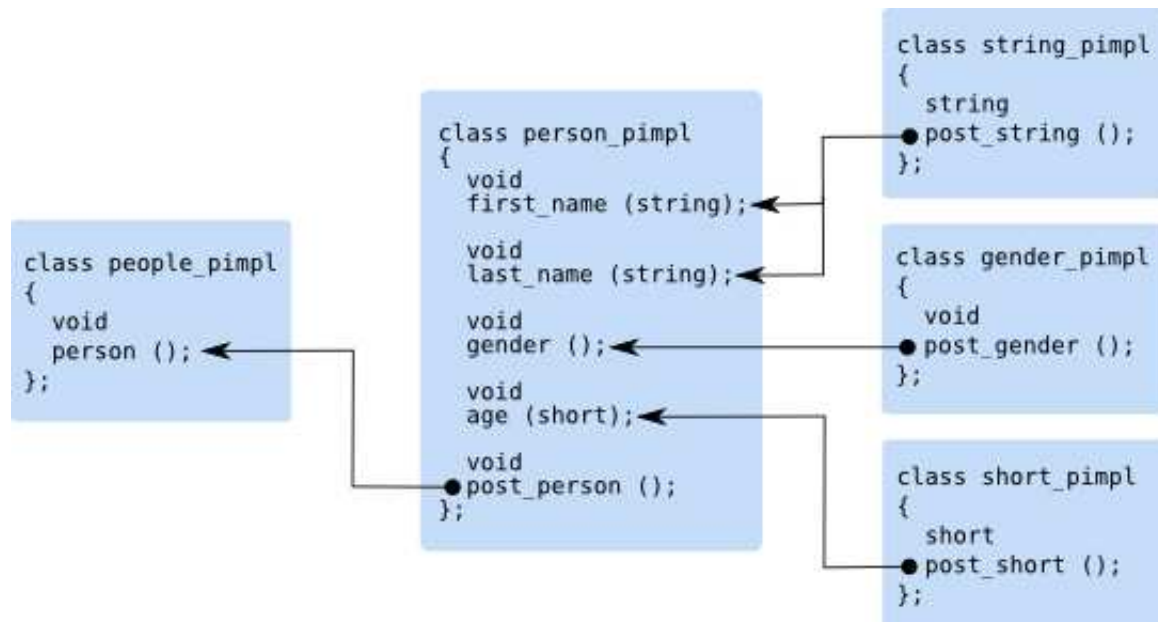 class people_pimpl
{
void
person ();
};
class person_pimpl
{
void
first_name (string);
void
last_name (string);
void
gender ();
void
age (short);
void
post_person ();
};
class string_pimpl
{
string
post_string ();
};
class gender_pimpl
{
void
post_gender ();
};
class short_pimpl
{
short
post_short ();
};